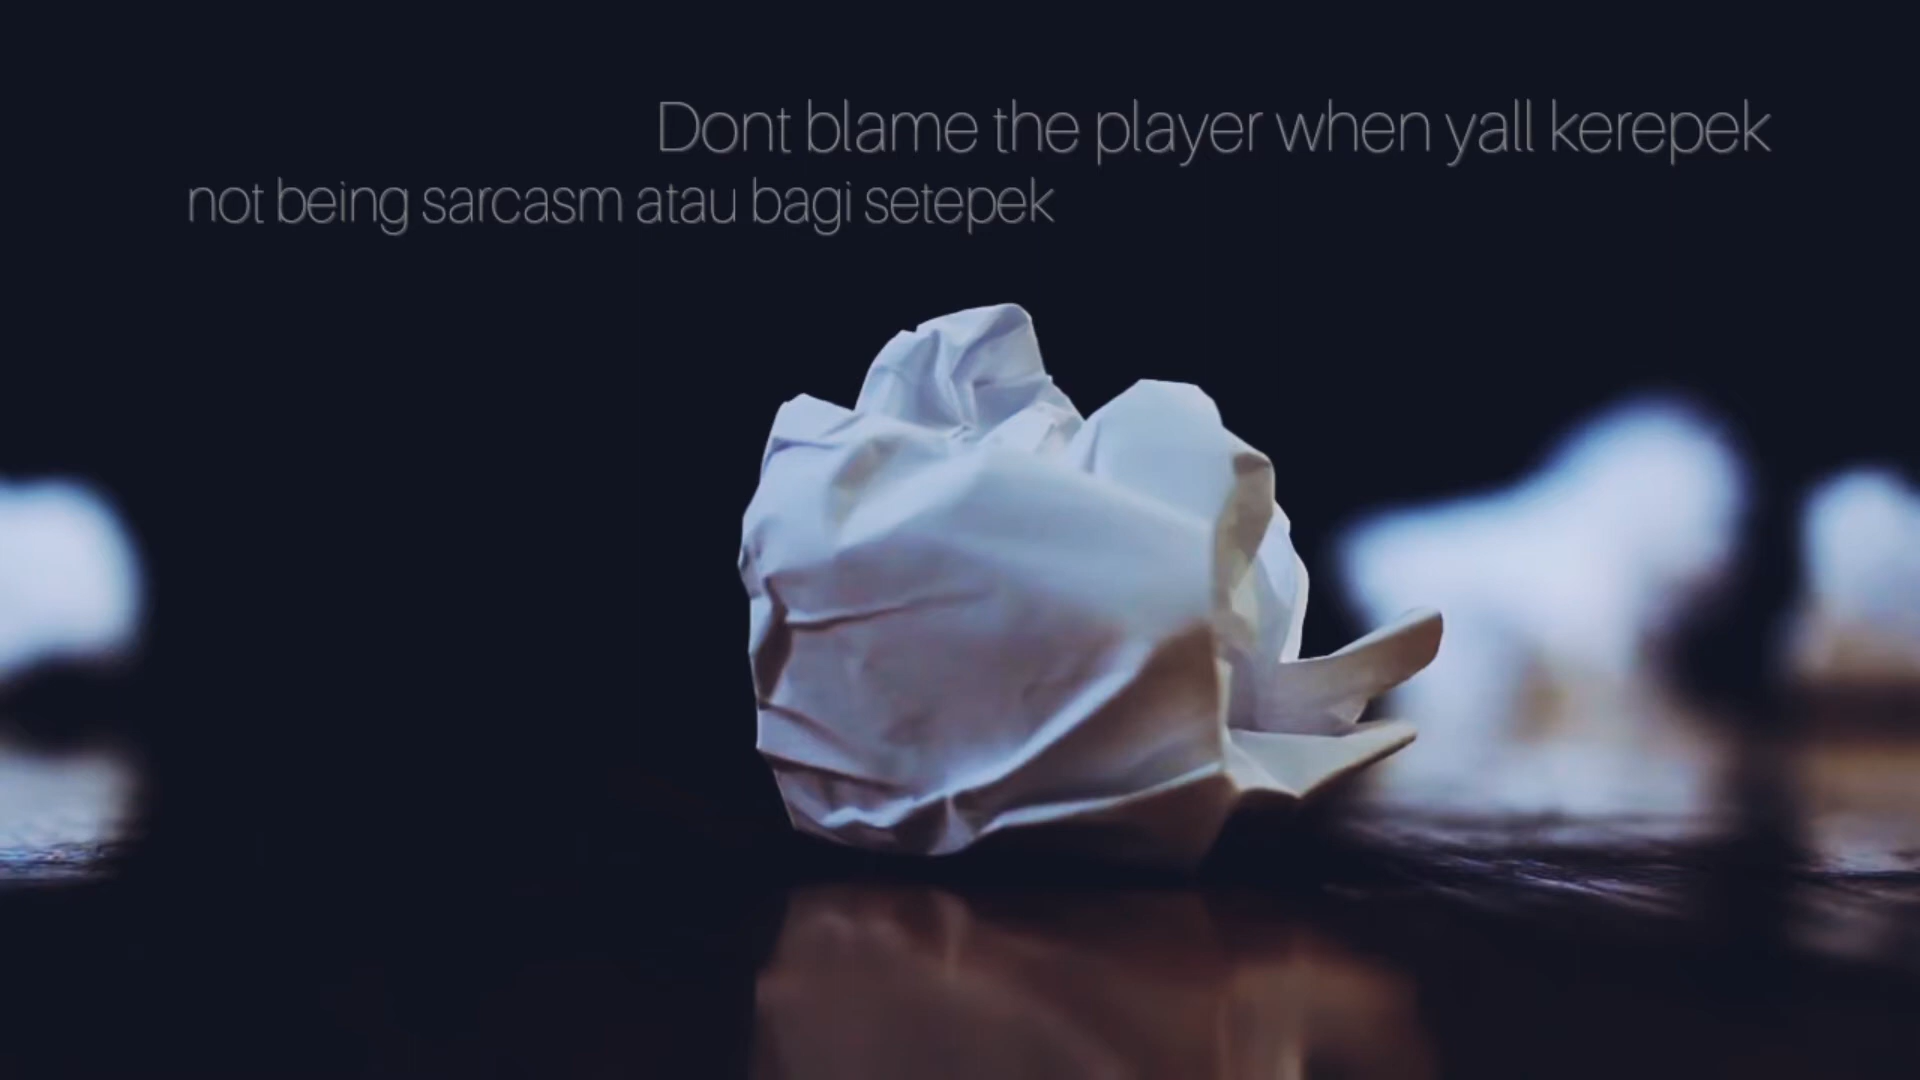 Dont blame the player when yall kerepek
not being sarcasm atau bagi setepek